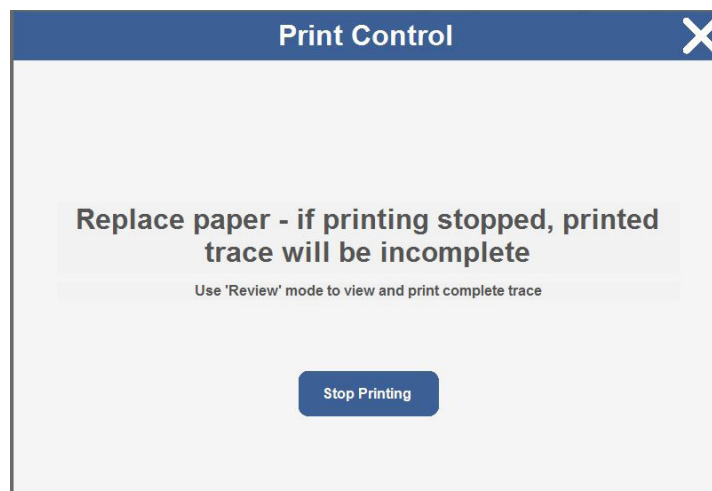 Print Control
Replace paper - if printing stopped, printed
trace will be incomplete
Use 'Review' mode to view and print complete trace
Stop Printing